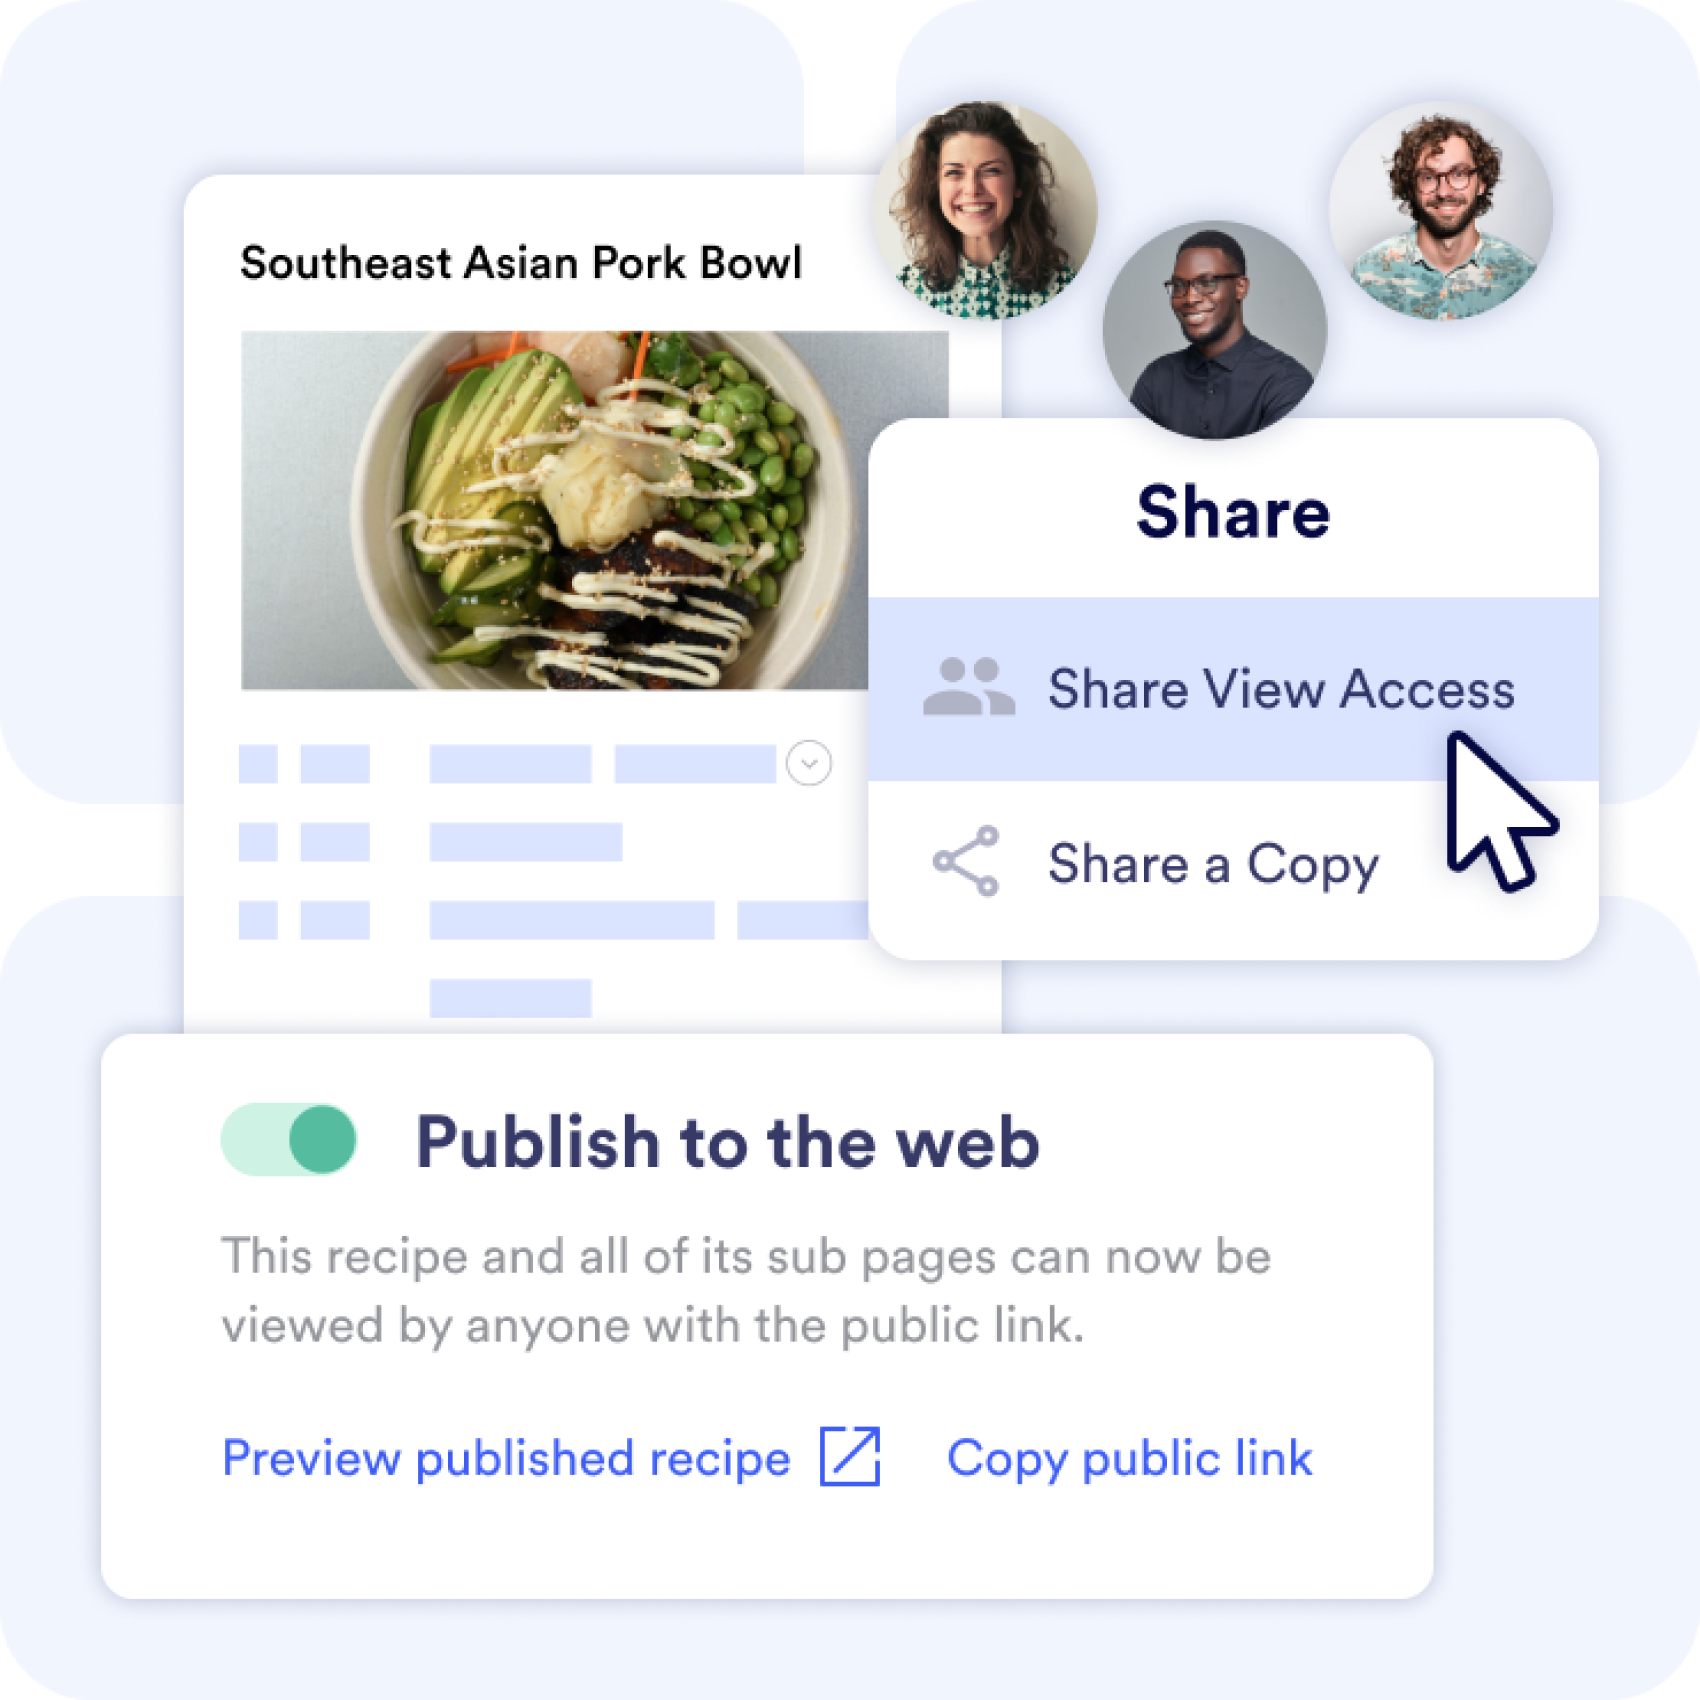 Southeast Asian Pork Bowl
Share
Share View Access
Share a Copy
Publish to the web
This recipe and all of its sub pages can now be
viewed by anyone with the public link.
Preview published recipe
Copy public link